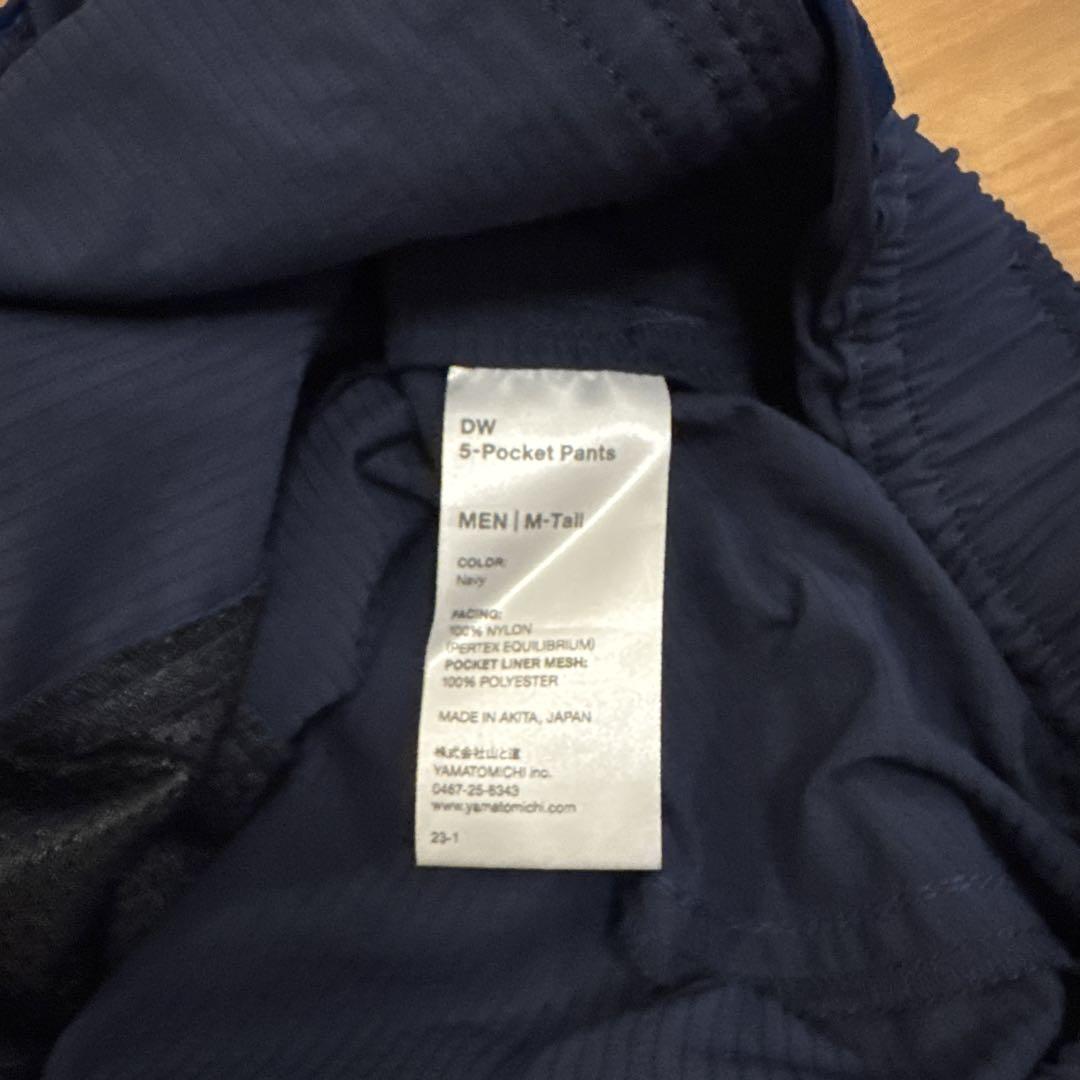 DW
5-Pocket Pants
MEN | M-Tall
COLOR:
Navy
FACING:
100% NYLON
(PERTEX EQUILIBRIUM)
POCKET LINER MESH:
100% POLYESTER
MADE IN AKITA, JAPAN
株式会社山と道
YAMATOMICHI inc.
0467-25-6343
www.yamatomichi.com
23-1